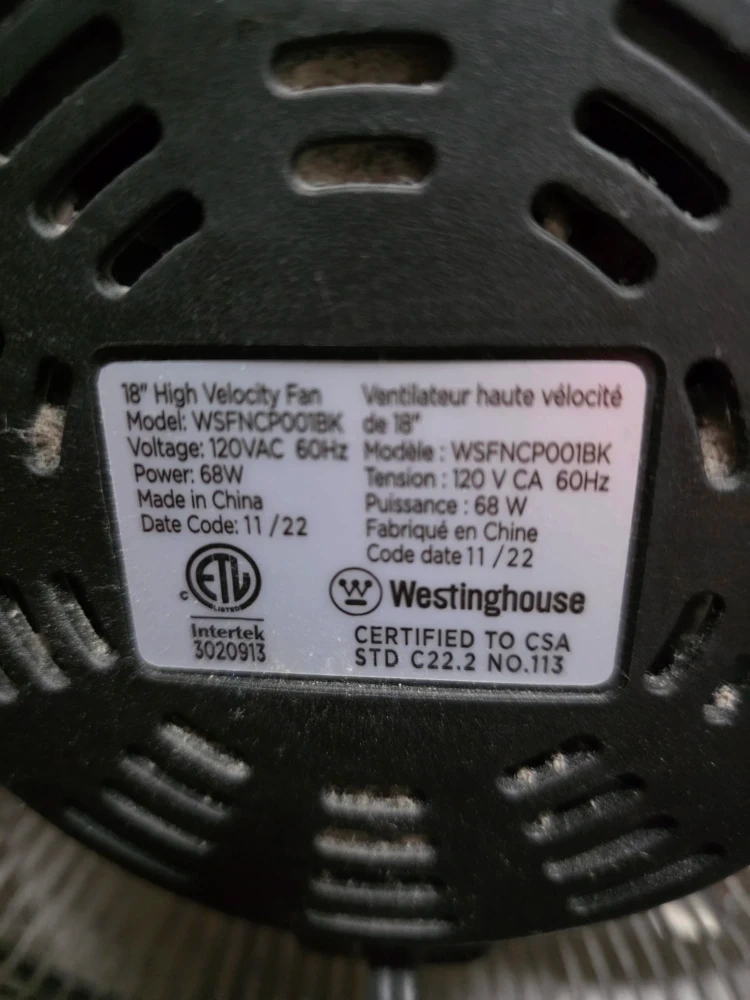 18" High Velocity Fan
Model: WSFNCP001BK
Voltage: 120VAC 60Hz
Power: 68W
Made in China
Date Code: 11 /22
C ETL
LISTED
Intertek
3020913
Ventilateur haute vélocité
de 18"
Modèle : WSFNCP001BK
Tension : 120 V CA 60Hz
Puissance : 68 W
Fabriqué en Chine
Code date 11 / 22
W Westinghouse
CERTIFIED TO CSA
STD C22.2 NO.113